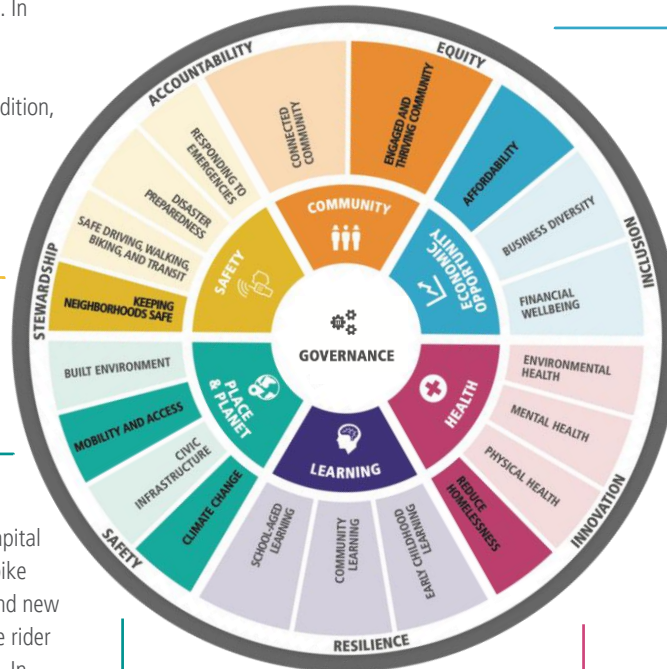 . In
dition,
apital
bike
nd new
e rider
. In
ACCOUNTABILITY
EQUITY
INCLUSION
INNOVATION
RESILIENCE
SAFETY
STEWARDSHIP
CONNECTED
COMMUNITY
ENGAGED AND
THRIVING COMMUNITY
AFFORDABILITY
BUSINESS DIVERSITY
FINANCIAL
WELLBEING
ENVIRONMENTAL
HEALTH
MENTAL HEALTH
PHYSICAL HEALTH
REDUCE
HOMELESSNESS
EARLY CHILDHOOD
LEARNING
COMMUNITY
LEARNING
SCHOOL-AGED
LEARNING
CLIMATE CHANGE
CIVIC
INFRASTRUCTURE
MOBILITY AND ACCESS
BUILT ENVIRONMENT
KEEPING
NEIGHBORHOODS SAFE
SAFE DRIVING, WALKING,
BIKING, AND TRANSIT
DISASTER
PREPAREDNESS
RESPONDING TO
EMERGENCIES
COMMUNITY
ECONOMIC
OPPORTUNITY
HEALTH
LEARNING
PLACE
& PLANET
SAFETY
GOVERNANCE